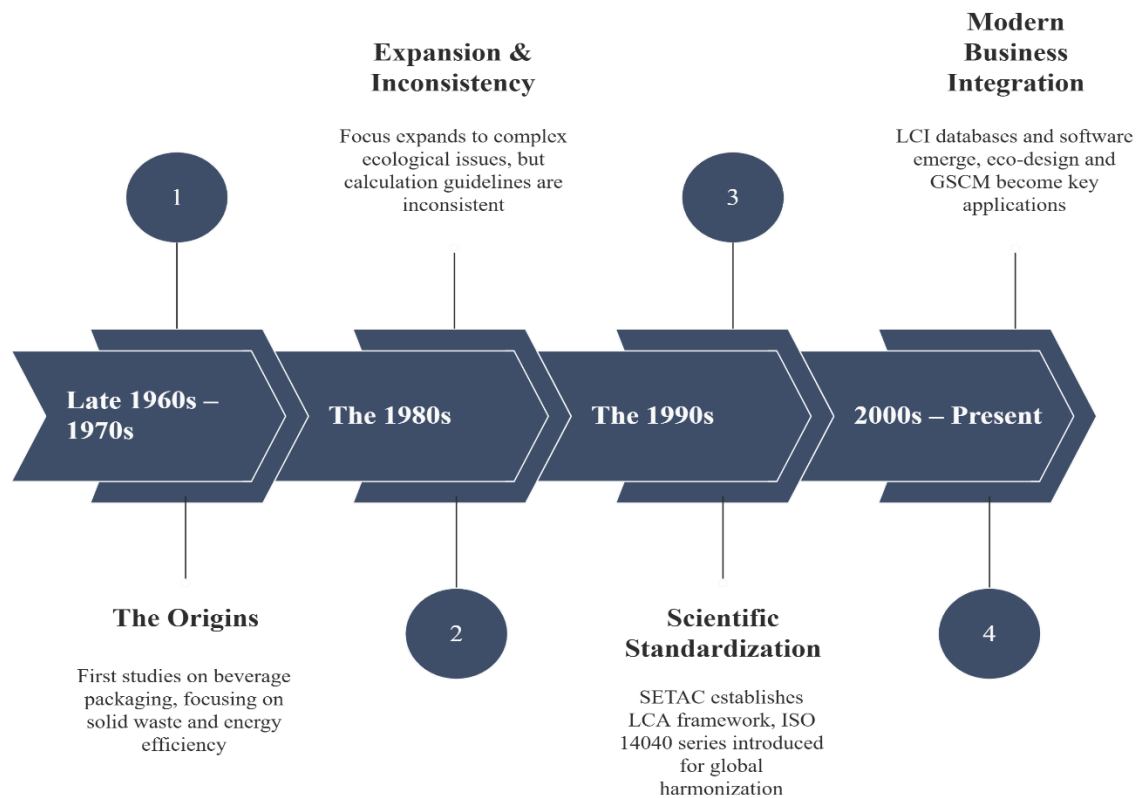 1
Late 1960s –
1970s
The Origins
First studies on beverage
packaging, focusing on
solid waste and energy
efficiency
Expansion &
Inconsistency
Focus expands to complex
ecological issues, but
calculation guidelines are
inconsistent
The 1980s
2
3
The 1990s
Scientific
Standardization
SETAC establishes
LCA framework, ISO
14040 series introduced
for global
harmonization
Modern
Business
Integration
LCI databases and software
emerge, eco-design and
GSCM become key
applications
2000s – Present
4